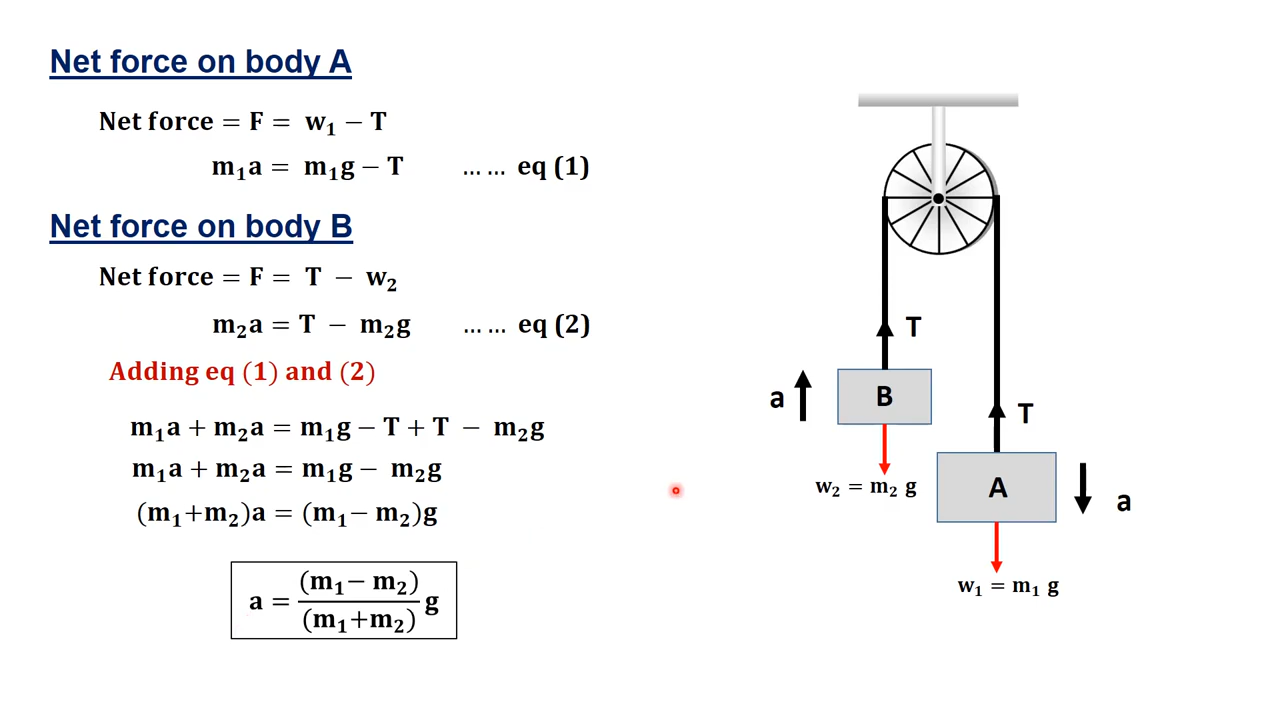 Net force on body A
Net force = F = w₁ − T
m₁a = m₁g − T ... ... eq (1)
Net force on body B
Net force = F = T − w₂
m₂a = T − m₂g ... ... eq (2)
Adding eq (1) and (2)
m₁a + m₂a = m₁g − T + T − m₂g
m₁a + m₂a = m₁g − m₂g
(m₁+m₂)a = (m₁− m₂)g
a = (m₁− m₂)/(m₁+m₂) g
T
a
B
T
w₂ = m₂ g
A
a
w₁ = m₁ g